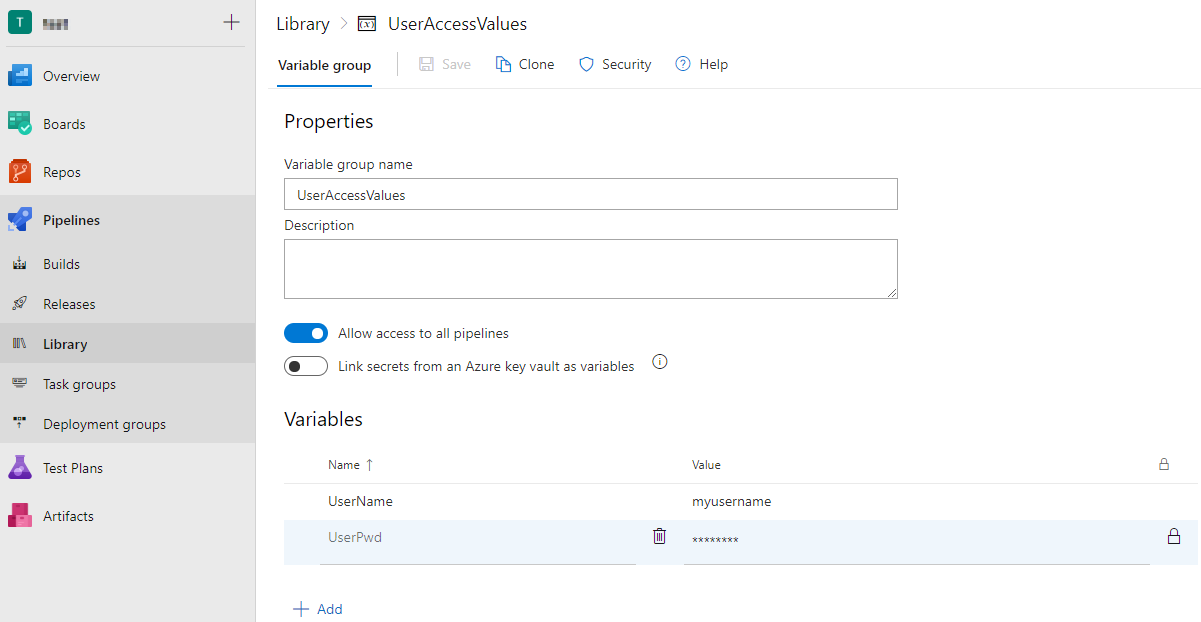 T
Library > (x) UserAccessValues
Variable group Save Clone Security ? Help
Overview
Boards
Repos
Pipelines
Builds
Releases
Library
Task groups
Deployment groups
Test Plans
Artifacts
Properties
Variable group name
UserAccessValues
Description
Allow access to all pipelines
Link secrets from an Azure key vault as variables
Variables
Name ↑ Value
UserName myusername
UserPwd ********
+ Add